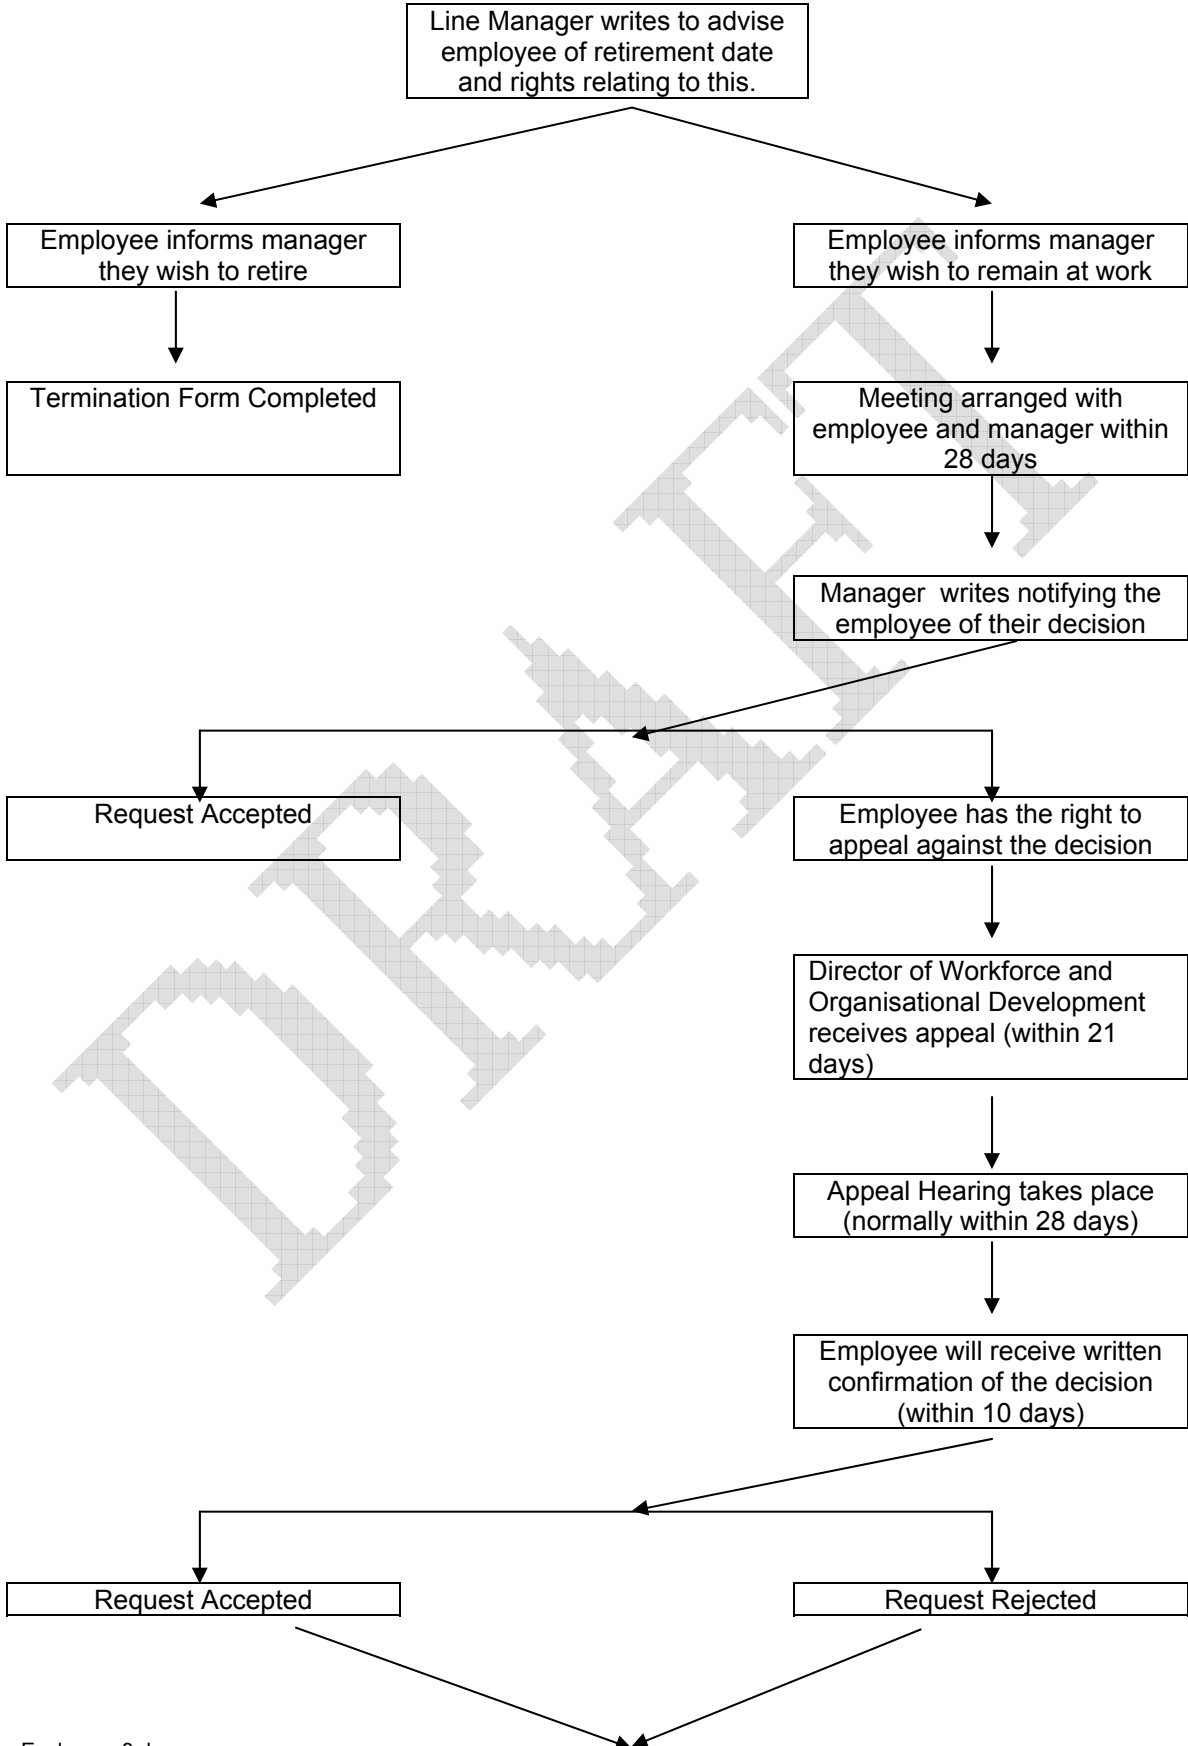 Line Manager writes to advise
employee of retirement date
and rights relating to this.
Employee informs manager
they wish to retire
Employee informs manager
they wish to remain at work
Termination Form Completed
Meeting arranged with
employee and manager within
28 days
Manager writes notifying the
employee of their decision
Request Accepted
Employee has the right to
appeal against the decision
Director of Workforce and
Organisational Development
receives appeal (within 21
days)
Appeal Hearing takes place
(normally within 28 days)
Employee will receive written
confirmation of the decision
(within 10 days)
Request Accepted
Request Rejected
DRAFT